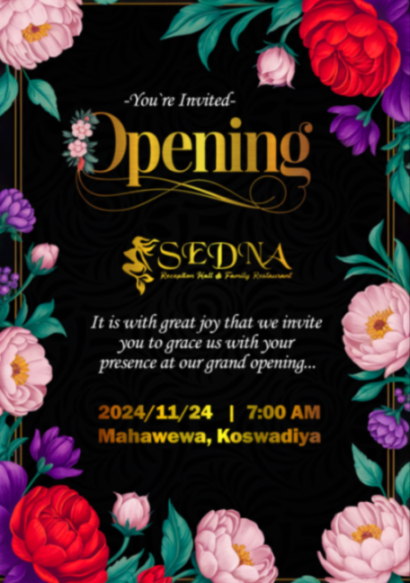 -You`re Invited-
Opening
SEDNA
Reception Hall & Family Restaurant
It is with great joy that we invite
you to grace us with your
presence at our grand opening...
2024/11/24 | 7:00 AM
Mahawewa, Koswadiya